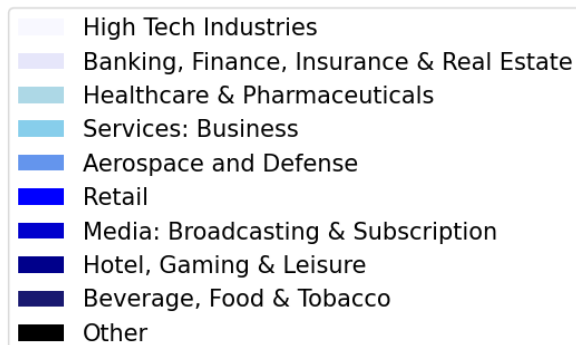 High Tech Industries
Banking, Finance, Insurance & Real Estate
Healthcare & Pharmaceuticals
Services: Business
Aerospace and Defense
Retail
Media: Broadcasting & Subscription
Hotel, Gaming & Leisure
Beverage, Food & Tobacco
Other